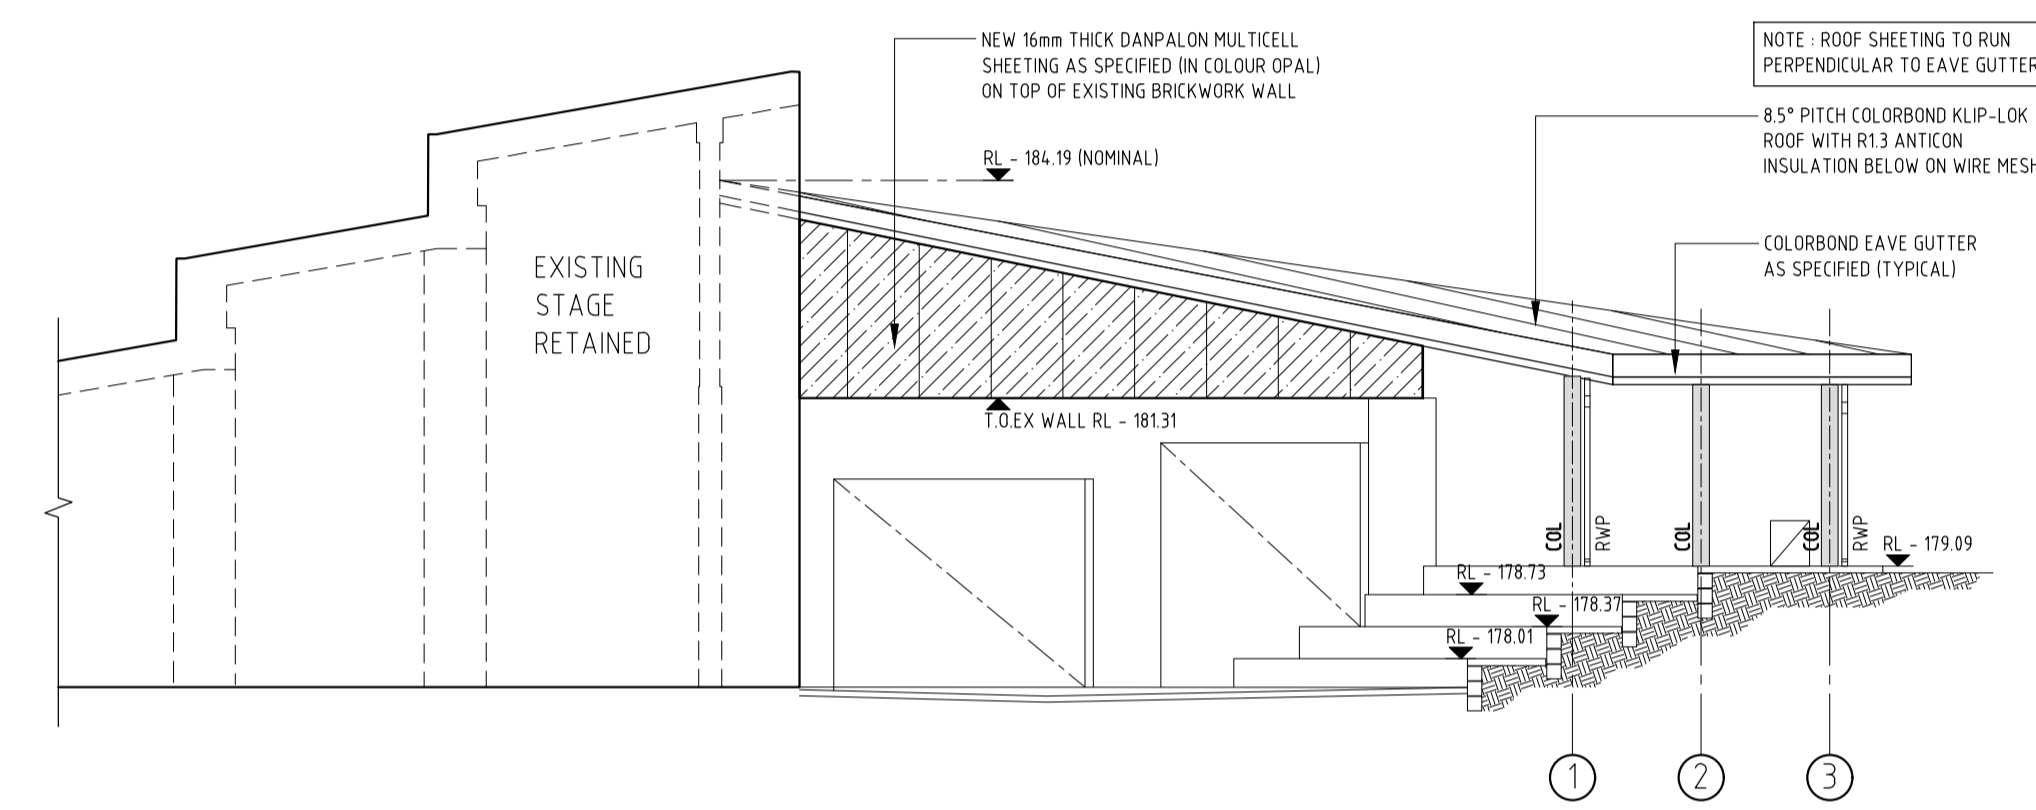 NEW 16mm THICK DANPALON MULTICELL
SHEETING AS SPECIFIED (IN COLOUR OPAL)
ON TOP OF EXISTING BRICKWORK WALL
NOTE : ROOF SHEETING TO RUN
PERPENDICULAR TO EAVE GUTTER
8.5° PITCH COLORBOND KLIP-LOK
ROOF WITH R1.3 ANTICON
INSULATION BELOW ON WIRE MESH
RL - 184.19 (NOMINAL)
COLORBOND EAVE GUTTER
AS SPECIFIED (TYPICAL)
EXISTING
STAGE
RETAINED
T.O.EX WALL RL - 181.31
COL
RWP
COL
COL
RWP
RL - 179.09
RL - 178.73
RL - 178.37
RL - 178.01
1
2
3